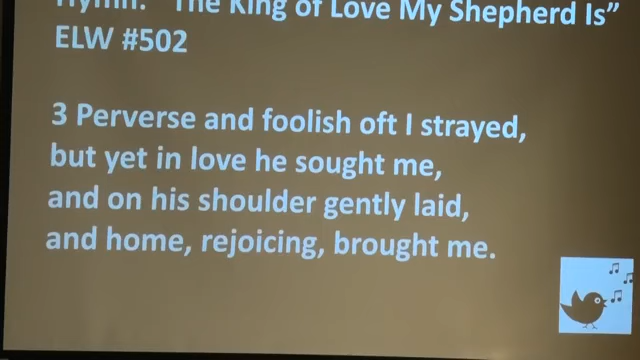 Hymn: "The King of Love My Shepherd Is"
ELW #502
3 Perverse and foolish oft I strayed,
but yet in love he sought me,
and on his shoulder gently laid,
and home, rejoicing, brought me.